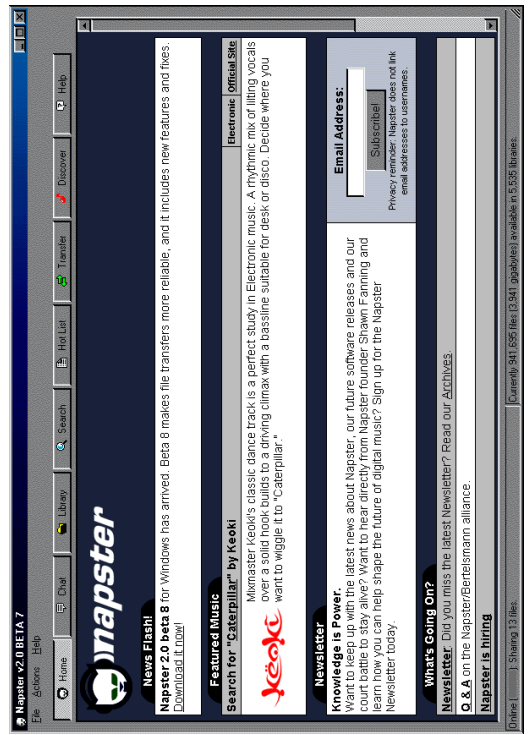 Napster v2.0 BETA 7
File Actions Help
Home Chat Library Search Hot List Transfer Discover Help
napster
News Flash!
Napster 2.0 beta 8 for Windows has arrived. Beta 8 makes file transfers more reliable, and it includes new features and fixes.
Download it now!
Featured Music
Search for "Caterpillar" by Keoki Electronic Official Site
KEOKI
Mixmaster Keoki's classic dance track is a perfect study in Electronic music. A rhythmic mix of lilting vocals
over a solid hook builds to a driving climax with a bassline suitable for desk or disco. Decide where you
want to wiggle it to "Caterpillar."
Newsletter
Knowledge is Power.
Want to keep up with the latest news about Napster, our future software releases and our
court battle to stay alive? Want to hear directly from Napster founder Shawn Fanning and
learn how you can help shape the future of digital music? Sign up for the Napster
Newsletter today.
Email Address:
Subscribe!
Privacy reminder: Napster does not link
email addresses to usernames.
What's Going On?
Newsletter: Did you miss the latest Newsletter? Read our Archives.
Q & A on the Napster/Bertelsmann alliance.
Napster is hiring
Online [ ]: Sharing 13 files. Currently 941,695 files (3,941 gigabytes) available in 5,535 libraries.